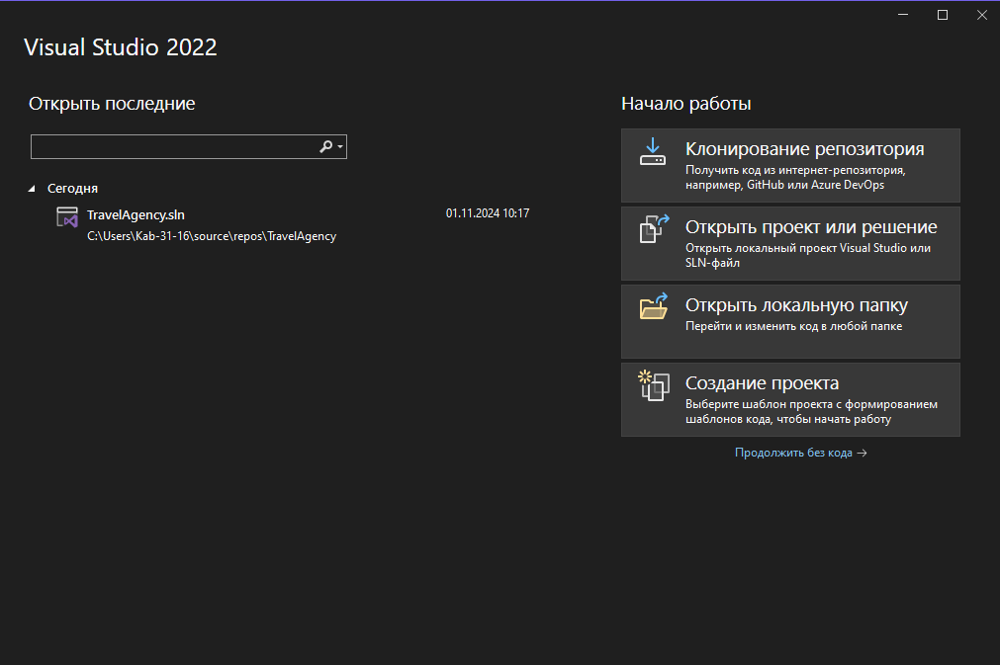 Visual Studio 2022
Открыть последние
Сегодня
TravelAgency.sln
01.11.2024 10:17
C:\Users\Kab-31-16\source\repos\TravelAgency
Начало работы
Клонирование репозитория
Получить код из интернет-репозитория,
например, GitHub или Azure DevOps
Открыть проект или решение
Открыть локальный проект Visual Studio или
SLN-файл
Открыть локальную папку
Перейти и изменить код в любой папке
Создание проекта
Выберите шаблон проекта с формированием
шаблонов кода, чтобы начать работу
Продолжить без кода →